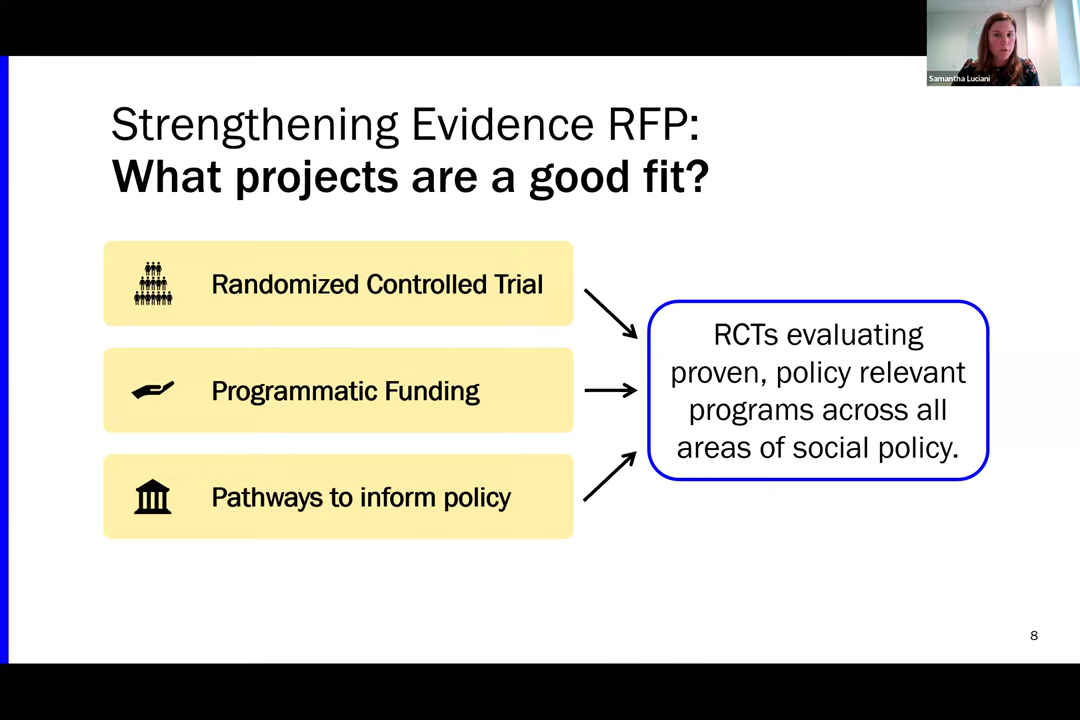 Samantha Luciani
Strengthening Evidence RFP:
What projects are a good fit?
Randomized Controlled Trial
Programmatic Funding
Pathways to inform policy
RCTs evaluating
proven, policy relevant
programs across all
areas of social policy.
8